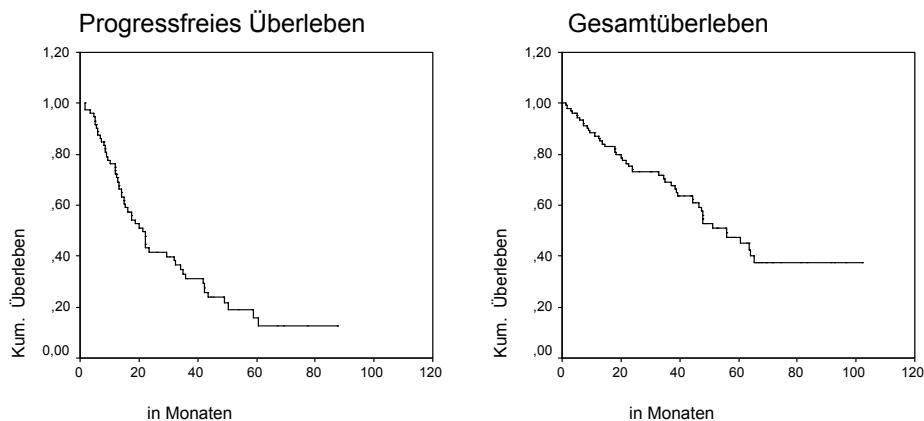 Progressfreies Überleben
1,20
1,00
,80
,60
,40
,20
0,00
Kum. Überleben
0 20 40 60 80 100 120
in Monaten
Gesamtüberleben
1,20
1,00
,80
,60
,40
,20
,00
Kum. Überleben
0 20 40 60 80 100 120
in Monaten